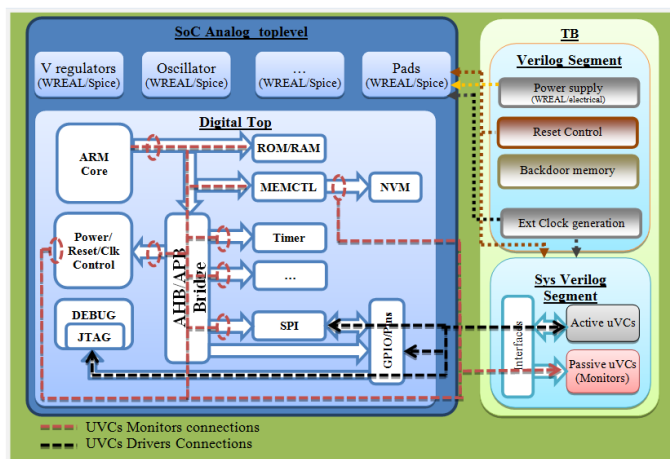 SoC Analog_toplevel
V regulators
(WREAL/Spice)
Oscillator
(WREAL/Spice)
...
(WREAL/Spice)
Pads
(WREAL/Spice)
Digital Top
ARM
Core
ROM/RAM
MEMCTL
NVM
Power/
Reset/Clk
Control
AHB/APB
Bridge
Timer
...
DEBUG
JTAG
SPI
GPIO/Pins
TB
Verilog Segment
Power supply
(WREAL/electrical)
Reset Control
Backdoor memory
Ext Clock generation
Sys Verilog
Segment
Interfaces
Active uVCs
Passive uVCs
(Monitors)
UVCs Monitors connections
UVCs Drivers Connections